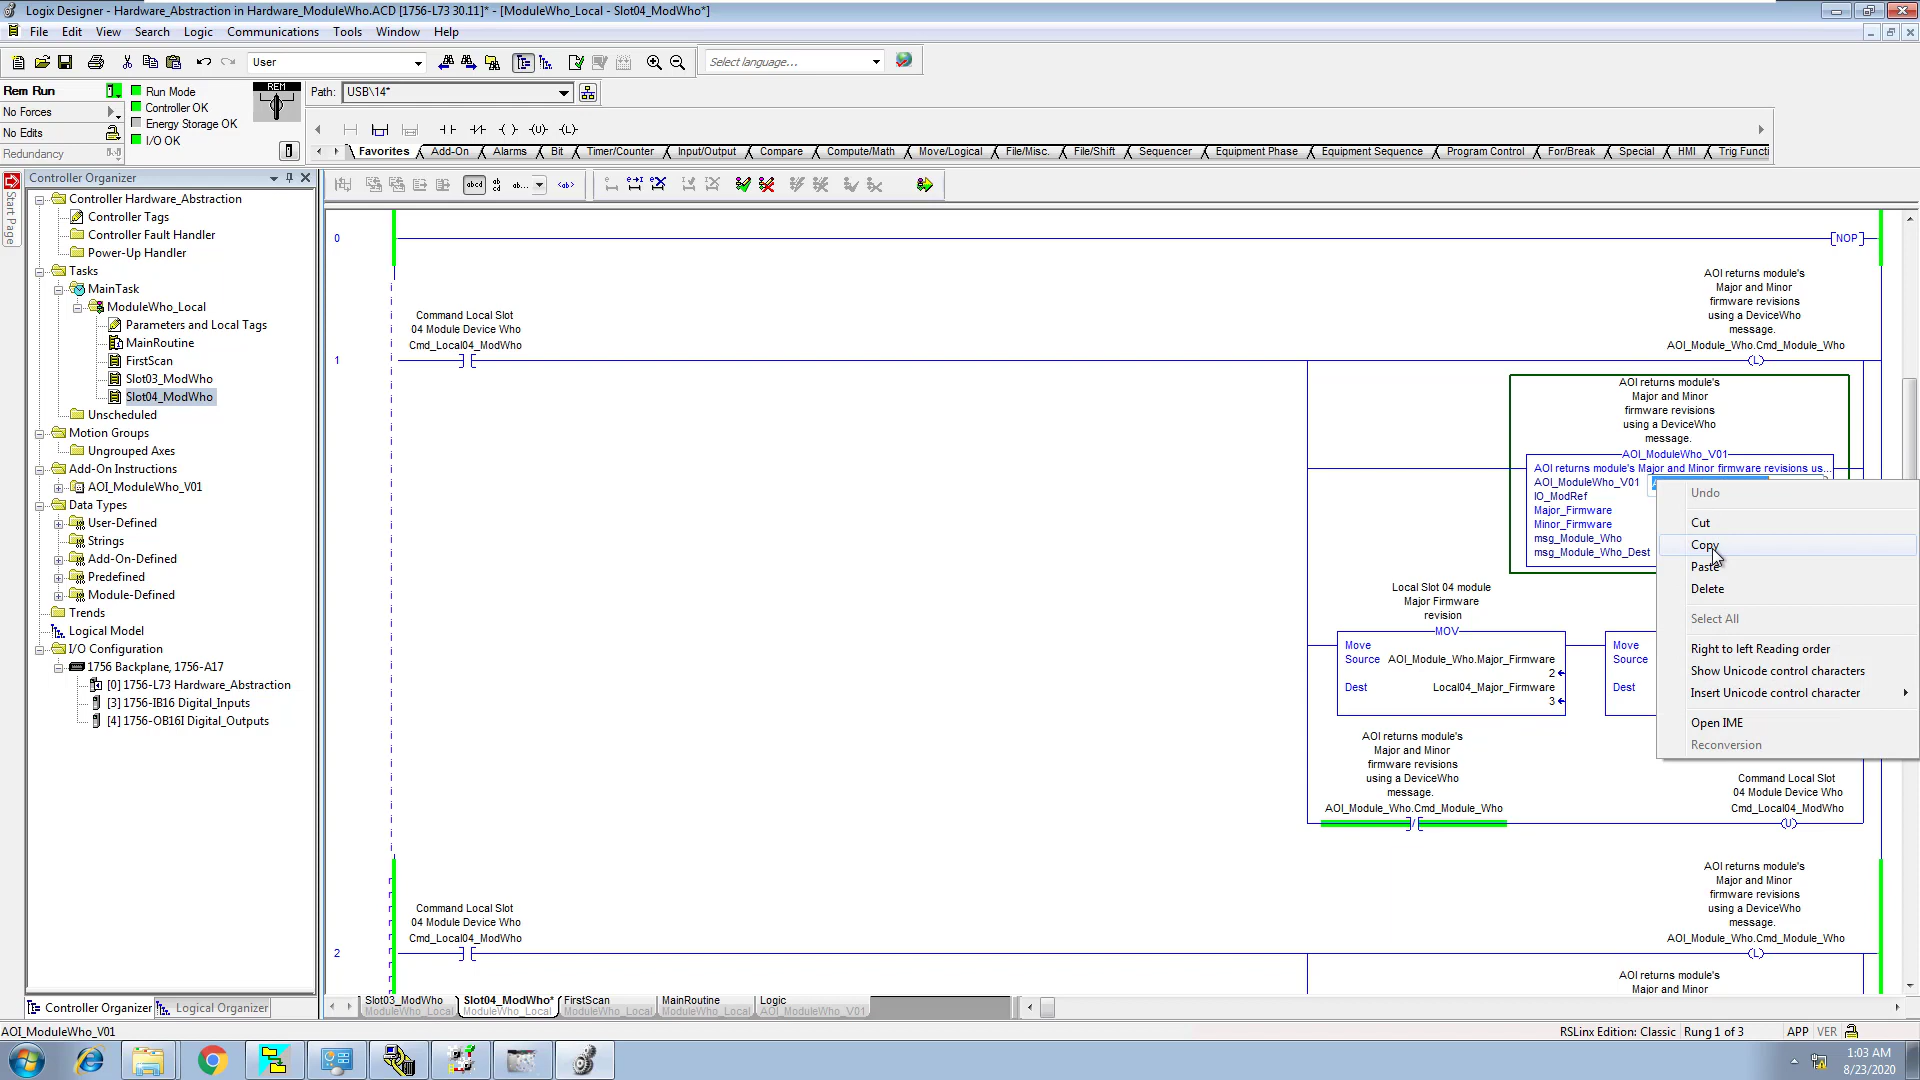 Logix Designer - Hardware_Abstraction in Hardware_ModuleWho.ACD [1756-L73 30.11]* - [ModuleWho_Local - Slot04_ModWho*]
File Edit View Search Logic Communications Tools Window Help
User
Select language...
Rem Run
No Forces
No Edits
Redundancy
Run Mode
Controller OK
Energy Storage OK
I/O OK
REM
Path: USB\14*
Favorites Add-On Alarms Bit Timer/Counter Input/Output Compare Compute/Math Move/Logical File/Misc. File/Shift Sequencer Equipment Phase Equipment Sequence Program Control For/Break Special HMI Trig Functi
Start Page
Controller Organizer
Controller Hardware_Abstraction
Controller Tags
Controller Fault Handler
Power-Up Handler
Tasks
MainTask
ModuleWho_Local
Parameters and Local Tags
MainRoutine
FirstScan
Slot03_ModWho
Slot04_ModWho
Unscheduled
Motion Groups
Ungrouped Axes
Add-On Instructions
AOI_ModuleWho_V01
Data Types
User-Defined
Strings
Add-On-Defined
Predefined
Module-Defined
Trends
Logical Model
I/O Configuration
1756 Backplane, 1756-A17
[0] 1756-L73 Hardware_Abstraction
[3] 1756-IB16 Digital_Inputs
[4] 1756-OB16I Digital_Outputs
Controller Organizer Logical Organizer
0
NOP
AOI returns module's
Major and Minor
firmware revisions
using a DeviceWho
message.
AOI_Module_Who.Cmd_Module_Who
L
Command Local Slot
04 Module Device Who
Cmd_Local04_ModWho
1
AOI returns module's
Major and Minor
firmware revisions
using a DeviceWho
message.
AOI_ModuleWho_V01
AOI returns module's Major and Minor firmware revisions us...
AOI_ModuleWho_V01
IO_ModRef
Major_Firmware
Minor_Firmware
msg_Module_Who
msg_Module_Who_Dest
Undo
Cut
Copy
Paste
Delete
Select All
Right to left Reading order
Show Unicode control characters
Insert Unicode control character
Open IME
Reconversion
Local Slot 04 module
Major Firmware
revision
MOV
Move
Source AOI_Module_Who.Major_Firmware
2
Dest Local04_Major_Firmware
3
Move
Source
Dest
AOI returns module's
Major and Minor
firmware revisions
using a DeviceWho
message.
AOI_Module_Who.Cmd_Module_Who
Command Local Slot
04 Module Device Who
Cmd_Local04_ModWho
U
AOI returns module's
Major and Minor
firmware revisions
using a DeviceWho
message.
AOI_Module_Who.Cmd_Module_Who
L
Command Local Slot
04 Module Device Who
Cmd_Local04_ModWho
2
AOI returns module's
Major and Minor
Slot03_ModWho Slot04_ModWho* FirstScan MainRoutine Logic
ModuleWho_Local ModuleWho_Local ModuleWho_Local ModuleWho_Local AOI_ModuleWho_V01
AOI_ModuleWho_V01
RSLinx Edition: Classic Rung 1 of 3 APP VER
1:03 AM
8/23/2020